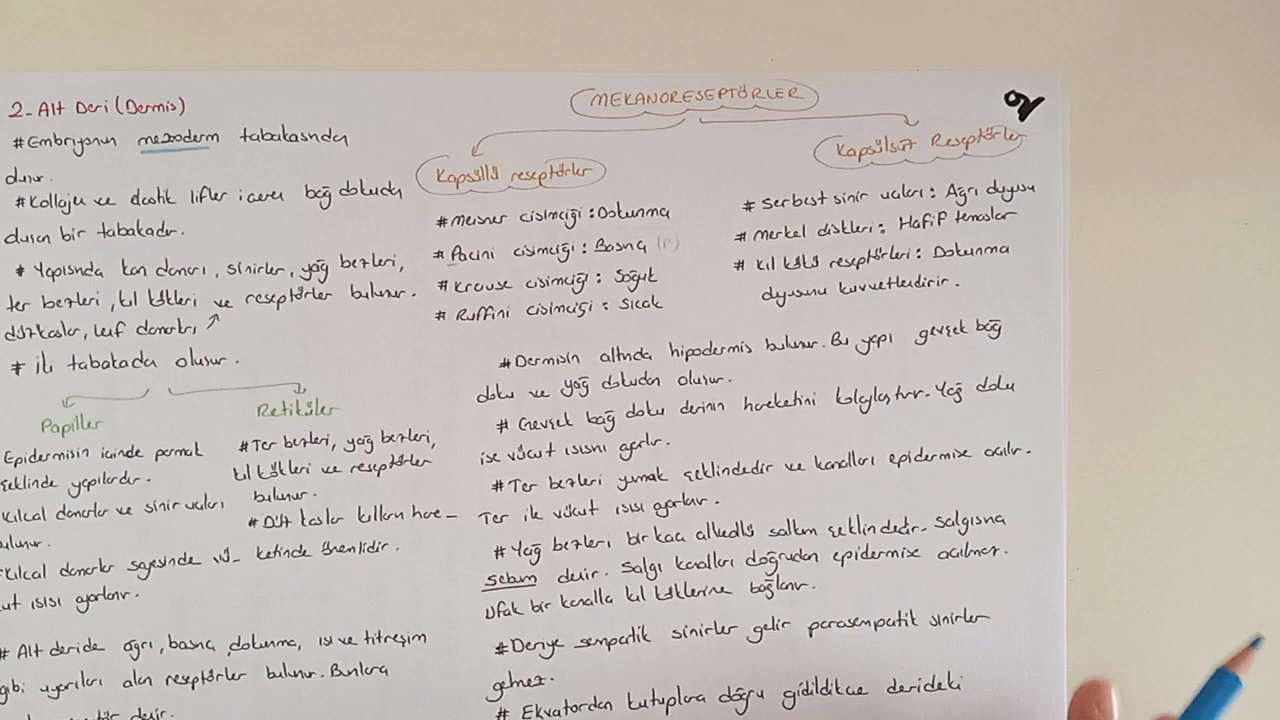 2- Alt Deri (Dermis)
#Embriyonun mezoderm tabakasından
oluşur.
#Kollajen ve elastik lifler içeren bağ dokudan
oluşan bir tabakadır.
# Yapısında kan damarı, sinirler, yağ bezleri,
ter bezleri, kıl kökleri ve reseptörler bulunur.
düz kaslar, lenf damarları
# iki tabakada oluşur.
Papiller
Epidermisin içinde parmak
şeklinde yapılardır.
Kılcal damarlar ve sinir uçları
bulunur.
Kılcal damarlar sayesinde vü-
cut ısısı ayarlanır.
Retiküler
#Ter bezleri, yağ bezleri,
kıl kökleri ve reseptörler
bulunur.
# Düz kaslar kılların hare-
ketinde önemlidir.
# Alt deride ağrı, basınç, dokunma, ısı ve titreşim
gibi uyarıları alan reseptörler bulunur. Bunlara
denir.
MEKANORESEPTÖRLER
9
Kapsüllü reseptörler
#Meisner cisimciği : Dokunma
#Pacini cisimciği : Basınç
# Krause cisimciği : Soğuk
# Ruffini cisimciği : Sıcak
Kapsülsüz Reseptörler
# Serbest sinir uçları : Ağrı duyusu
# merkel diskleri : Hafif temaslar
# kıl kökü reseptörleri : Dokunma
duyusunu kuvvetlendirir.
#Dermisin altında hipodermis bulunur. Bu yapı gevşek bağ
doku ve yağ dokudan oluşur.
# Gevşek bağ doku derinin hareketini kolaylaştırır. Yağ doku
ise vücut ısısını ayarlar.
# Ter bezleri yumak şeklindedir ve kanalları epidermise açılır.
Ter ile vücut ısısı ayarlanır.
# Yağ bezleri birkaç alveollü salkım şeklindedir. Salgısına
sebum denir. Salgı kanalları doğrudan epidermise açılmaz.
Ufak bir kanalla kıl köklerine bağlanır.
#Deriye sempatik sinirler gelir parasempatik sinirler
gelmez.
# Ekvatordan kutuplara doğru gidildikçe derideki